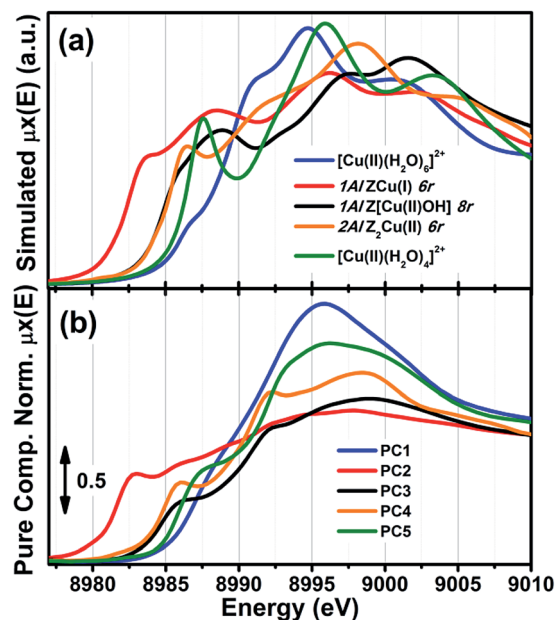 (a)
Simulated μx(E) (a.u.)
[Cu(II)(H₂O)₆]²⁺
1Al ZCu(I) 6r
1Al Z[Cu(II)OH] 8r
2Al Z₂Cu(II) 6r
[Cu(II)(H₂O)₄]²⁺
(b)
Pure Comp. Norm. μx(E)
0.5
PC1
PC2
PC3
PC4
PC5
8980 8985 8990 8995 9000 9005 9010
Energy (eV)